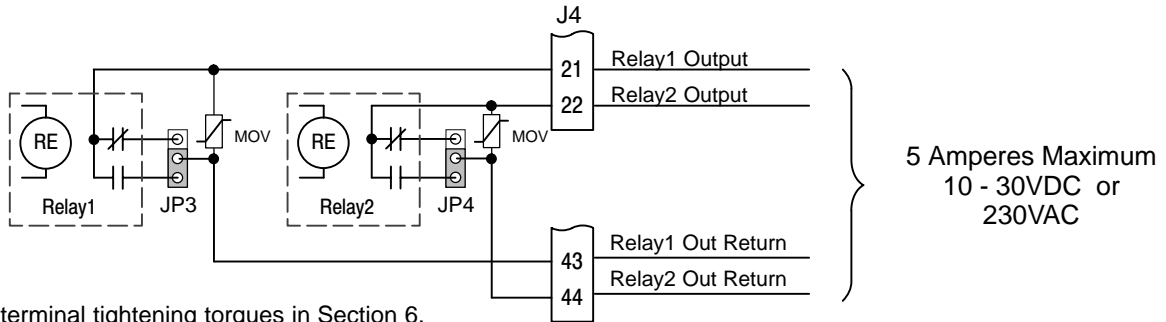 J4
21 Relay1 Output
22 Relay2 Output
RE
MOV
RE
MOV
Relay1
JP3
Relay2
JP4
5 Amperes Maximum
10 - 30VDC or
230VAC
43 Relay1 Out Return
44 Relay2 Out Return
terminal tightening torques in Section 6.